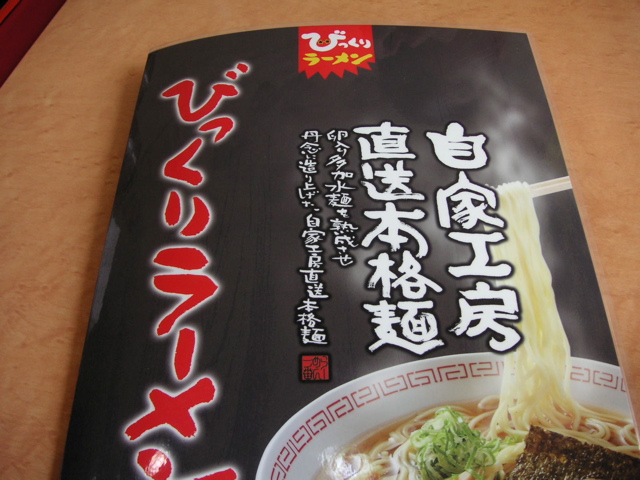 びっくり
ラーメン
自家工房
直送本格麺
卵入り多加水麺を熟成させ
丹念に造り上げた自家工房直送本格麺
びっくりラーメン